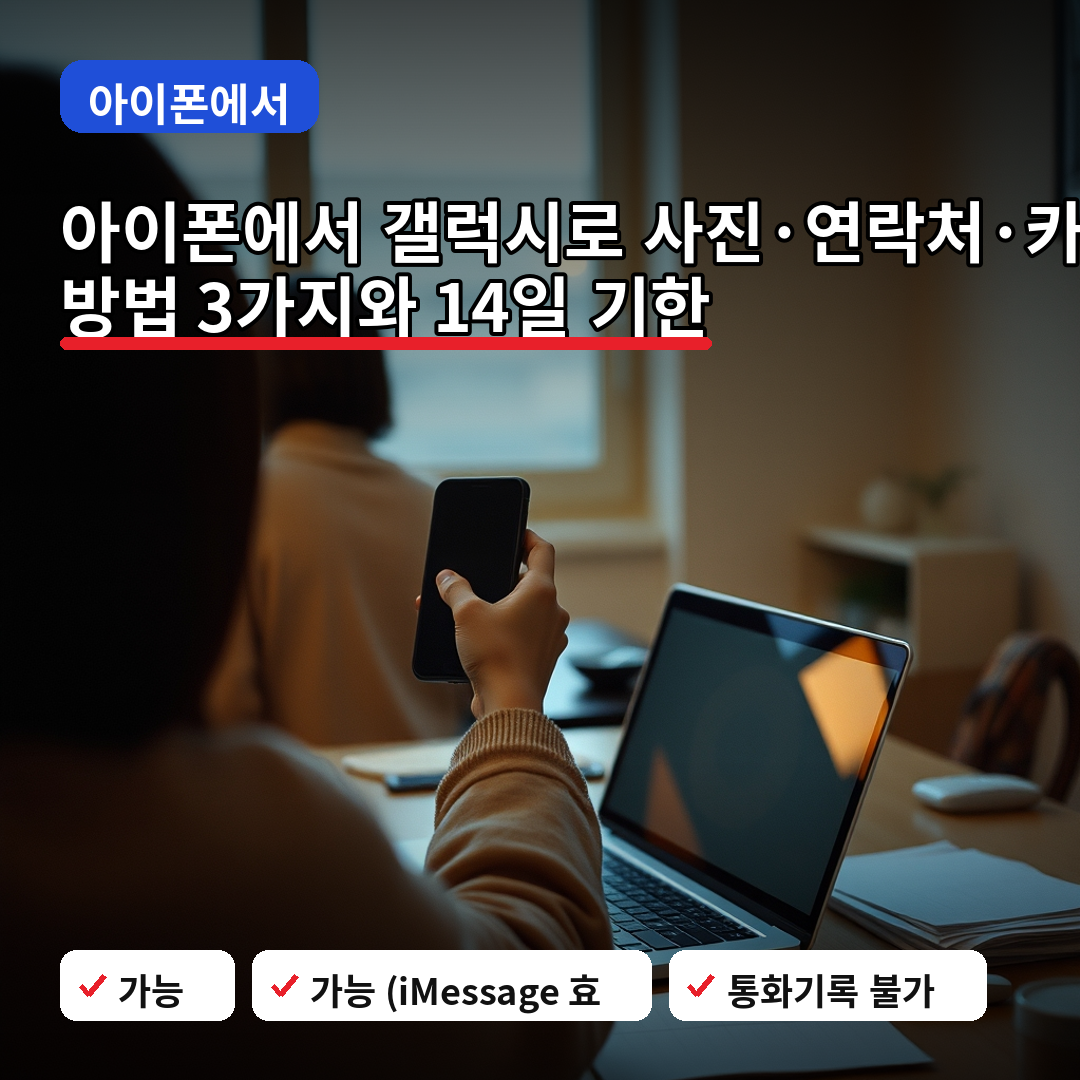 아이폰에서
아이폰에서 갤럭시로 사진·연락처·카
방법 3가지와 14일 기한
가능
가능 (iMessage 효
통화기록 불가